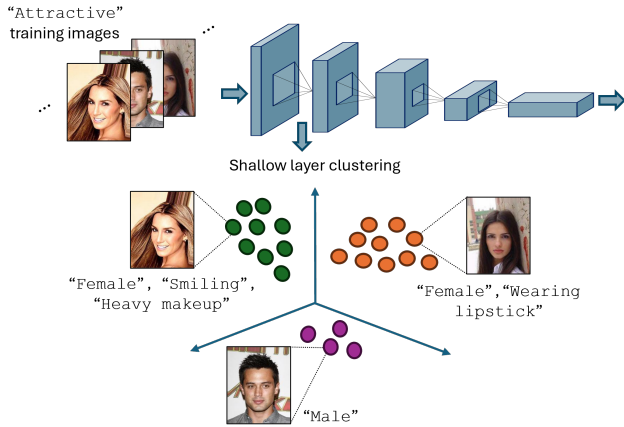 “Attractive”
training images
Shallow layer clustering
“Female”, “Smiling”,
“Heavy makeup”
“Female”,“Wearing
lipstick”
“Male”